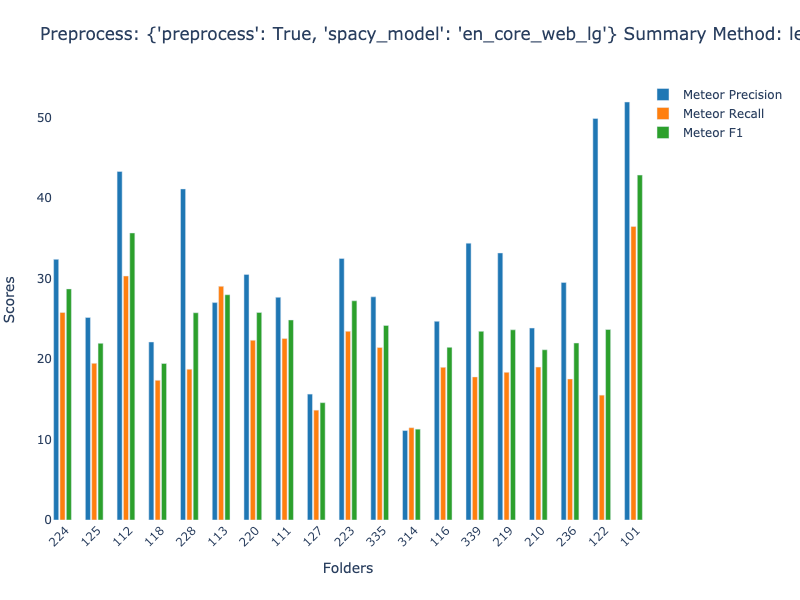 Preprocess: {'preprocess': True, 'spacy_model': 'en_core_web_lg'} Summary Method: le
Meteor Precision
Meteor Recall
Meteor F1
50
40
30
20
10
0
Scores
224 125 112 118 228 113 220 111 127 223 335 314 116 339 219 210 236 122 101
Folders